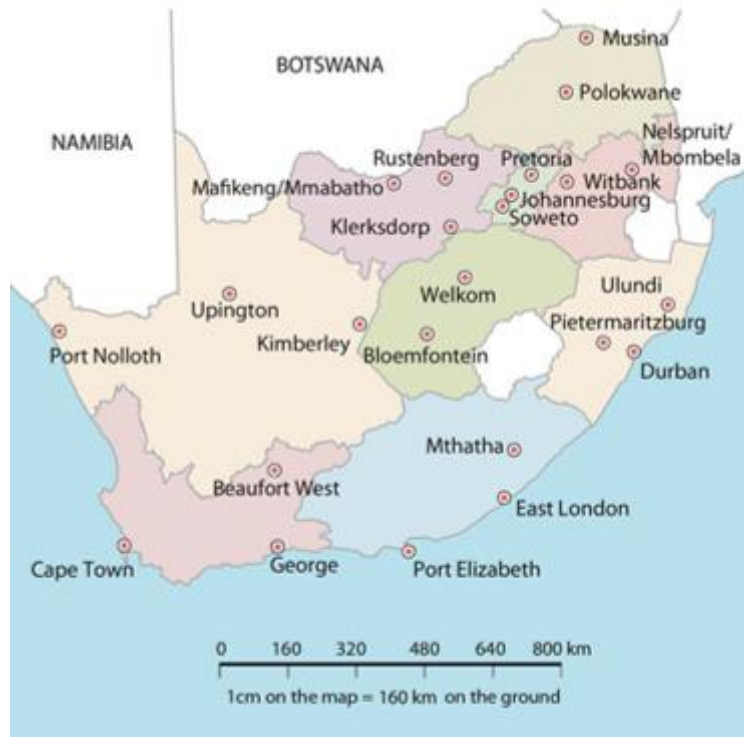 Musina
BOTSWANA
Polokwane
NAMIBIA
Nelspruit/
Mbombela
Rustenberg
Pretoria
Mafikeng/Mmabatho
Witbank
Johannesburg
Soweto
Klerksdorp
Ulundi
Welkom
Upington
Pietermaritzburg
Kimberley
Bloemfontein
Port Nolloth
Durban
Mthatha
Beaufort West
East London
Cape Town
George
Port Elizabeth
0 160 320 480 640 800 km
1cm on the map = 160 km on the ground